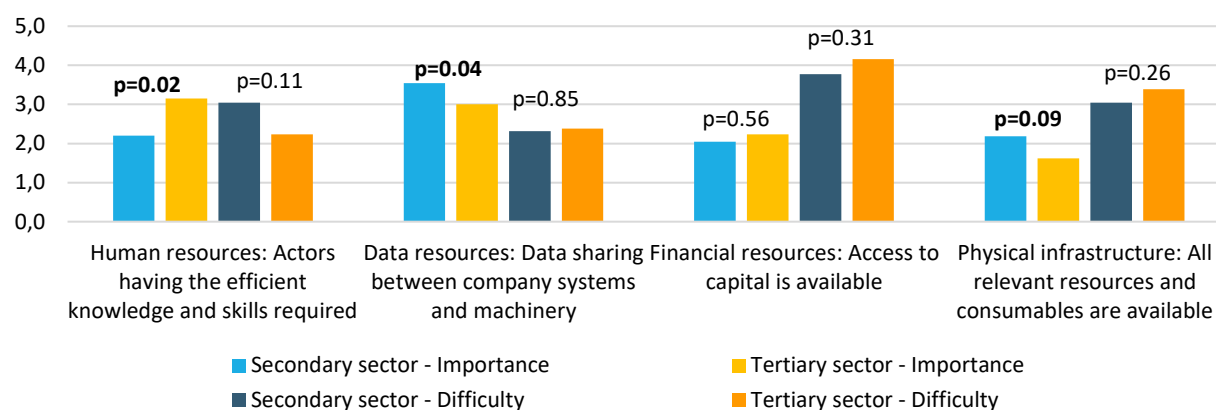 5,0
4,0
3,0
2,0
1,0
0,0
p=0.02
p=0.11
p=0.04
p=0.85
p=0.56
p=0.31
p=0.09
p=0.26
Human resources: Actors
having the efficient
knowledge and skills required
Data resources: Data sharing
between company systems
and machinery
Financial resources: Access to
capital is available
Physical infrastructure: All
relevant resources and
consumables are available
Secondary sector - Importance
Tertiary sector - Importance
Secondary sector - Difficulty
Tertiary sector - Difficulty